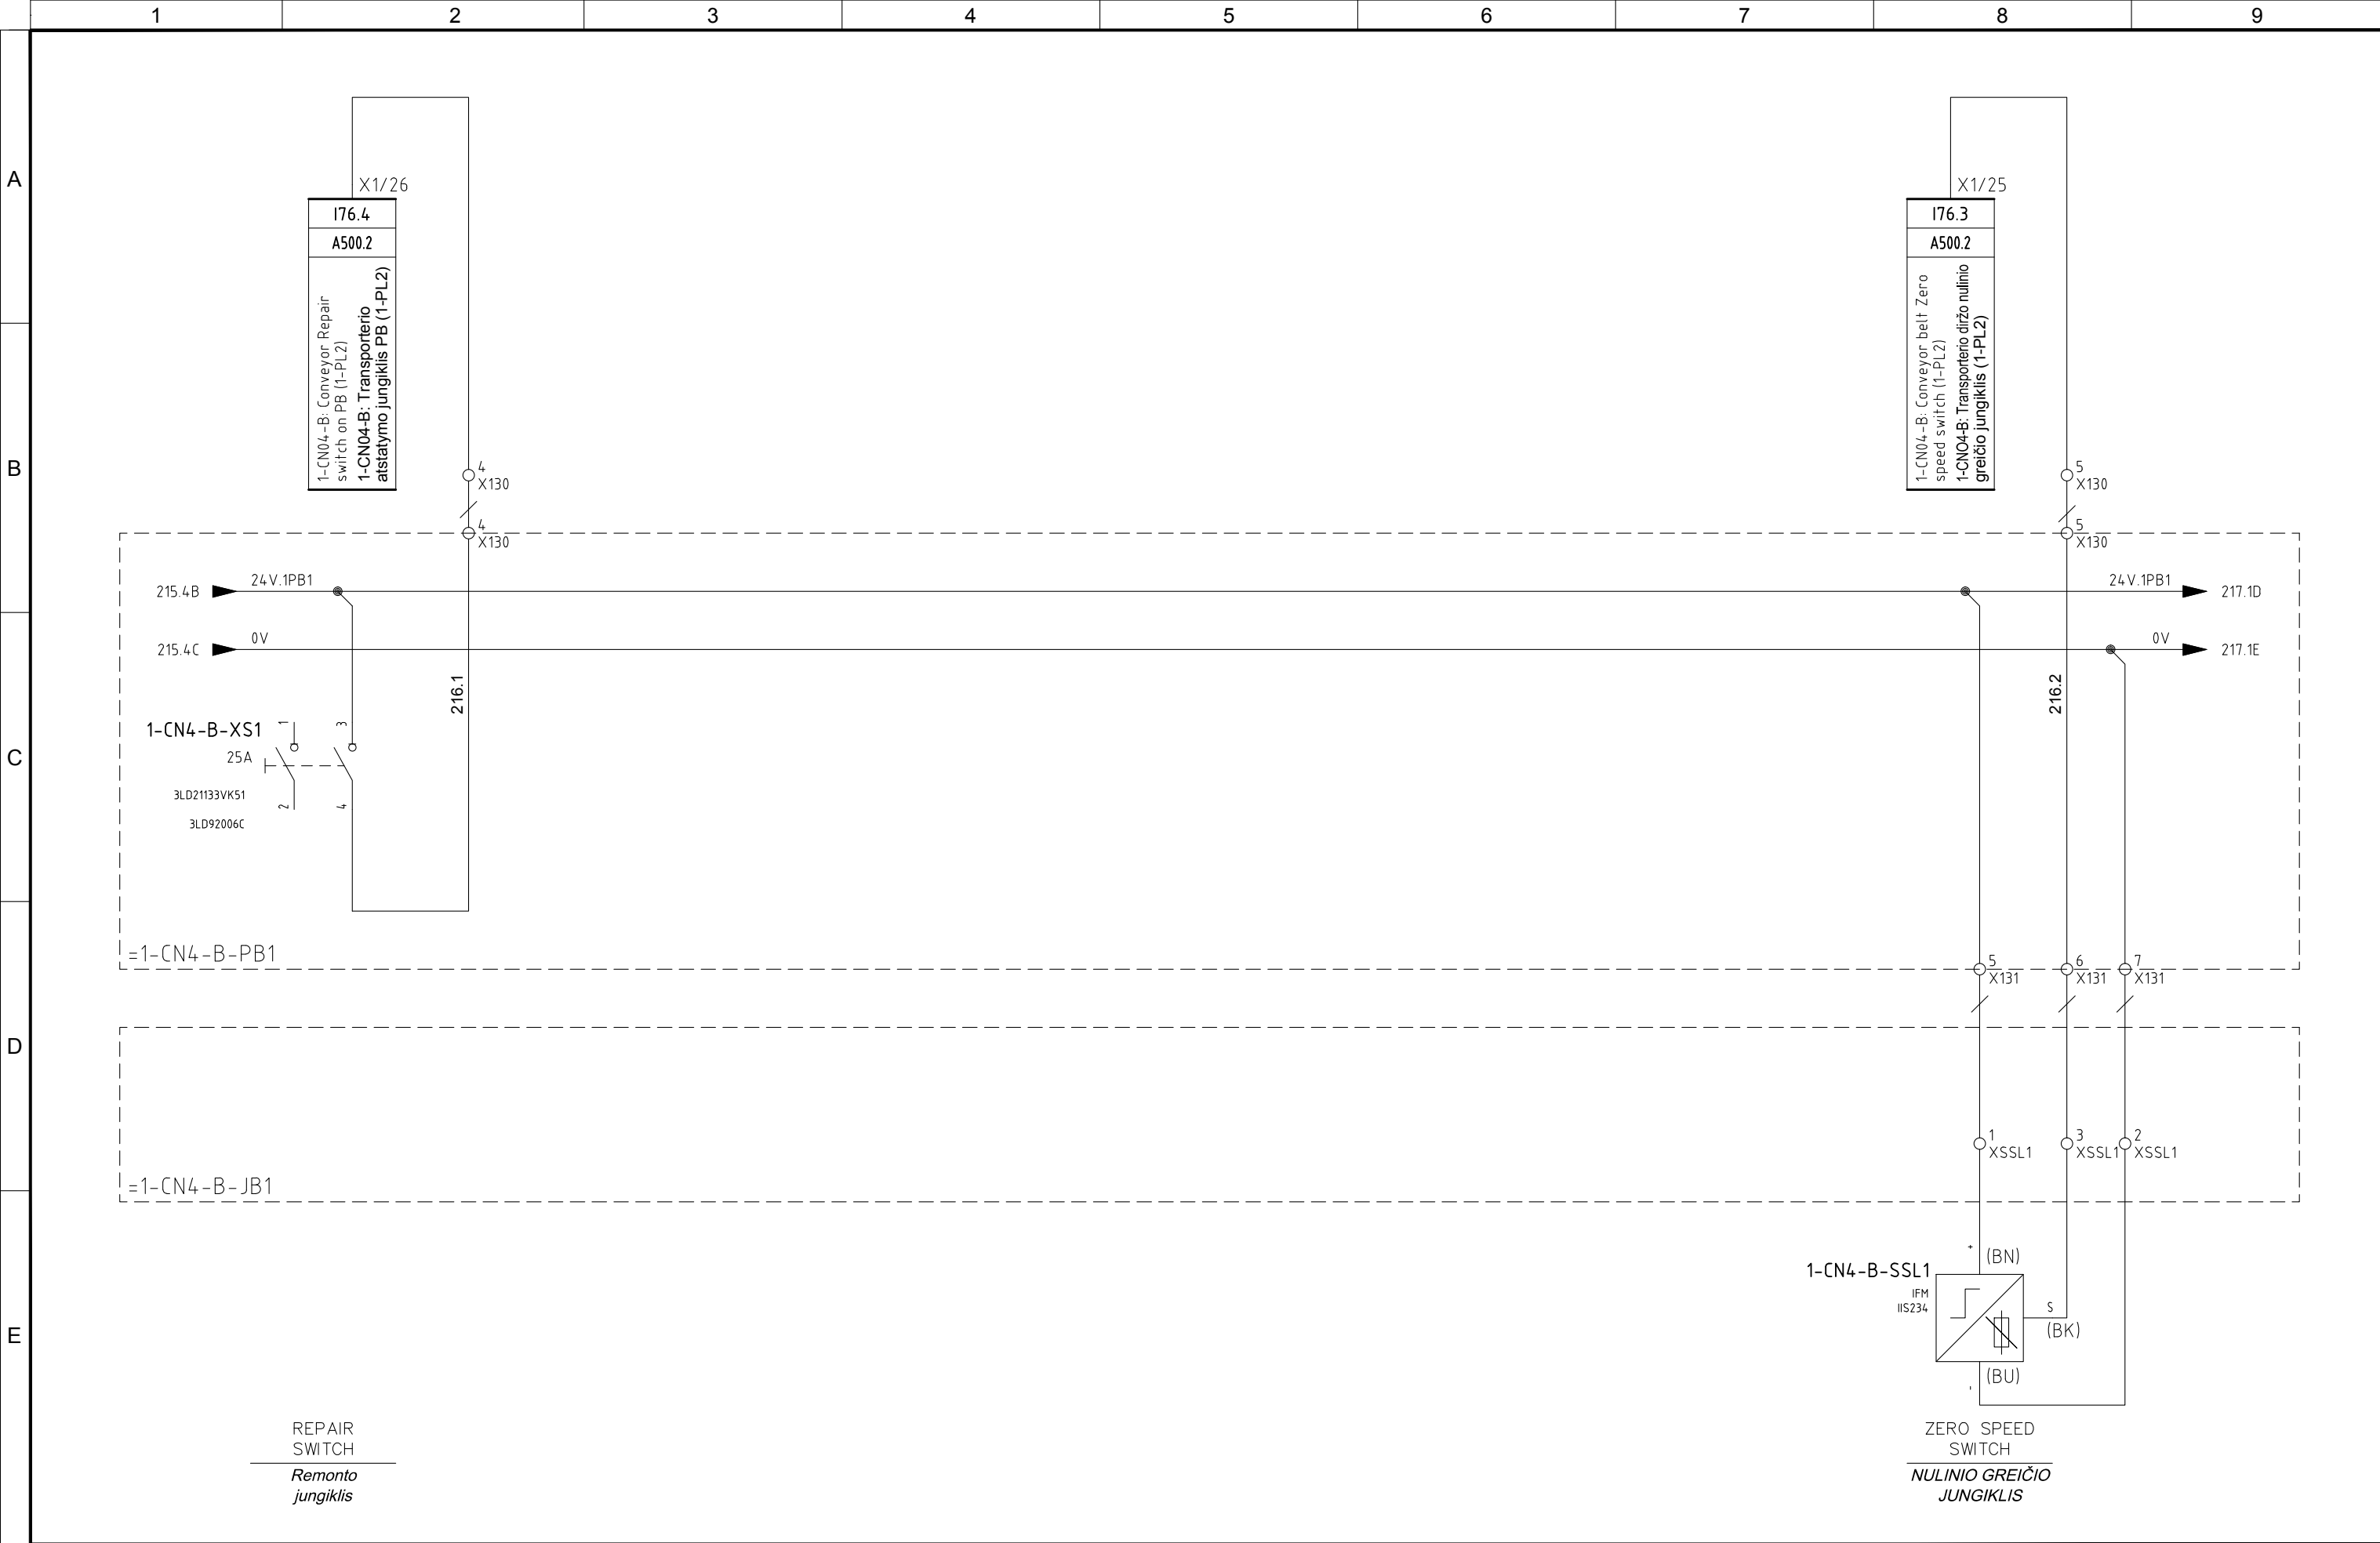 1 2 3 4 5 6 7 8 9
A
B
C
D
E
X1/26
I76.4
A500.2
1-CN04-B: Conveyor Repair
switch on PB (1-PL2)
1-CN04-B: Transporterio
atstatymo jungiklis PB (1-PL2)
4
X130
4
X130
X1/25
I76.3
A500.2
1-CN04-B: Conveyor belt Zero
speed switch (1-PL2)
1-CNO4-B: Transporterio diržo nulinio
greičio jungiklis (1-PL2)
5
X130
5
X130
215.4B
24V.1PB1
24V.1PB1
217.1D
215.4C
0V
0V
217.1E
216.1
216.2
1-CN4-B-XS1
25A
3LD21133VK51
3LD92006C
1
2
3
4
=1-CN4-B-PB1
5
X131
6
X131
7
X131
1
XSSL1
3
XSSL1
2
XSSL1
=1-CN4-B-JB1
+
(BN)
1-CN4-B-SSL1
IFM
IIS234
S
(BK)
(BU)
-
REPAIR
SWITCH
Remonto
jungiklis
ZERO SPEED
SWITCH
NULINIO GREIČIO
JUNGIKLIS